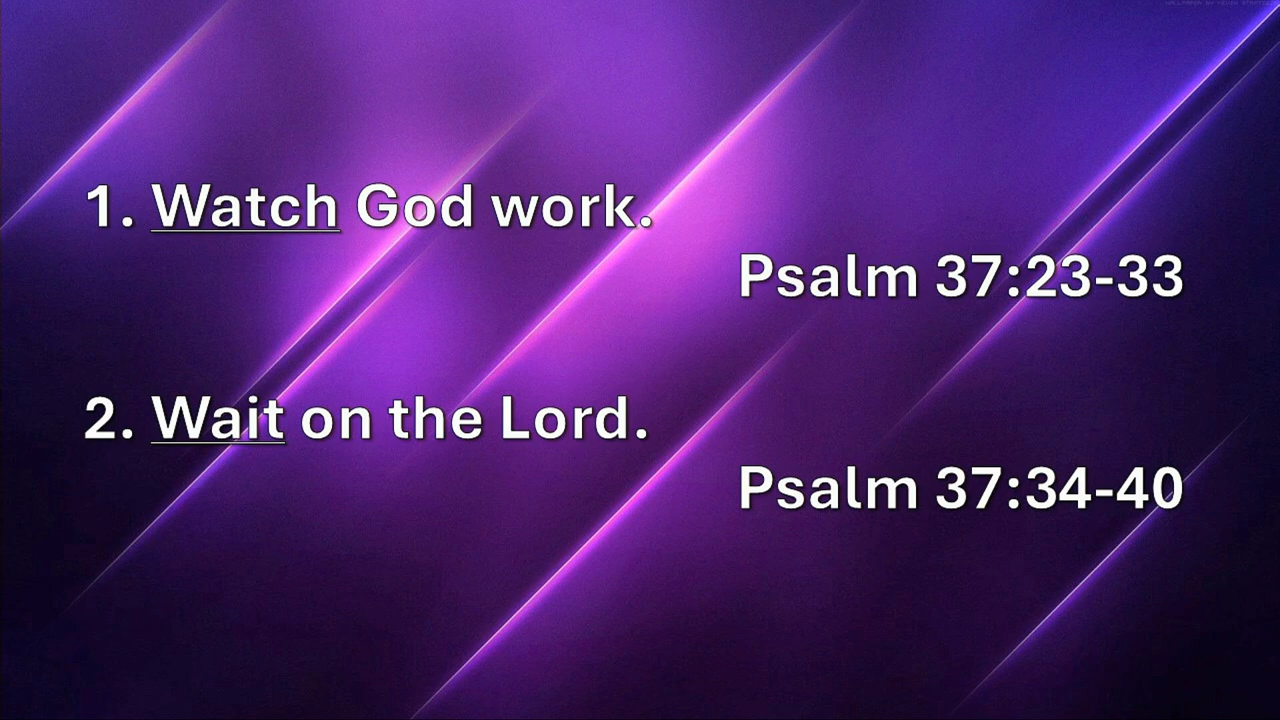 1. Watch God work.
Psalm 37:23-33
2. Wait on the Lord.
Psalm 37:34-40